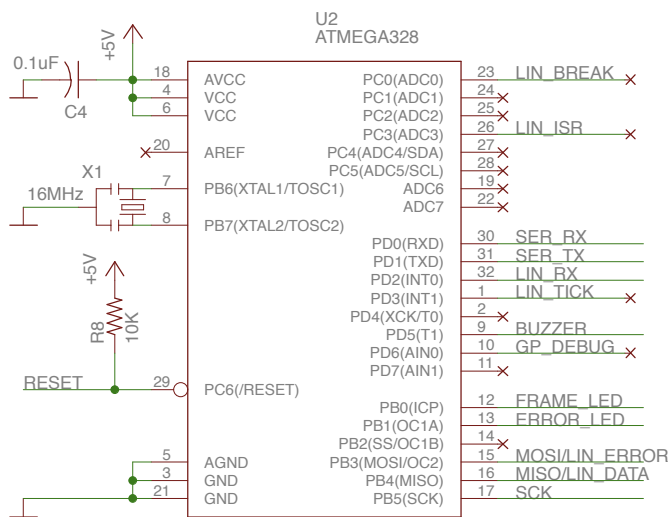 U2
ATMEGA328
+5V
0.1uF
C4
18 AVCC
4 VCC
6 VCC
20 AREF
X1
16MHz
7 PB6(XTAL1/TOSC1)
8 PB7(XTAL2/TOSC2)
+5V
R8
10K
RESET 29 PC6(/RESET)
5 AGND
3 GND
21 GND
PC0(ADC0) 23 LIN_BREAK
PC1(ADC1) 24
PC2(ADC2) 25
PC3(ADC3) 26 LIN_ISR
PC4(ADC4/SDA) 27
PC5(ADC5/SCL) 28
ADC6 19
ADC7 22
PD0(RXD) 30 SER_RX
PD1(TXD) 31 SER_TX
PD2(INT0) 32 LIN_RX
PD3(INT1) 1 LIN_TICK
PD4(XCK/T0) 2
PD5(T1) 9 BUZZER
PD6(AIN0) 10 GP_DEBUG
PD7(AIN1) 11
PB0(ICP) 12 FRAME_LED
PB1(OC1A) 13 ERROR_LED
PB2(SS/OC1B) 14
PB3(MOSI/OC2) 15 MOSI/LIN_ERROR
PB4(MISO) 16 MISO/LIN_DATA
PB5(SCK) 17 SCK